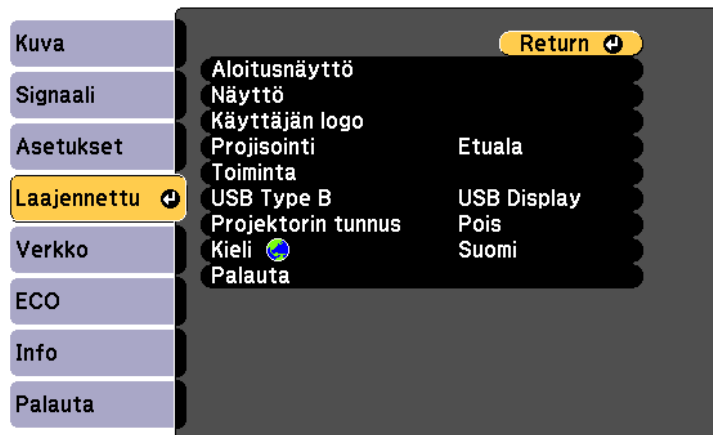 Kuva
Signaali
Asetukset
Laajennettu
Verkko
ECO
Info
Palauta
Return
Aloitusnäyttö
Näyttö
Käyttäjän logo
Projisointi Etuala
Toiminta
USB Type B USB Display
Projektorin tunnus Pois
Kieli Suomi
Palauta